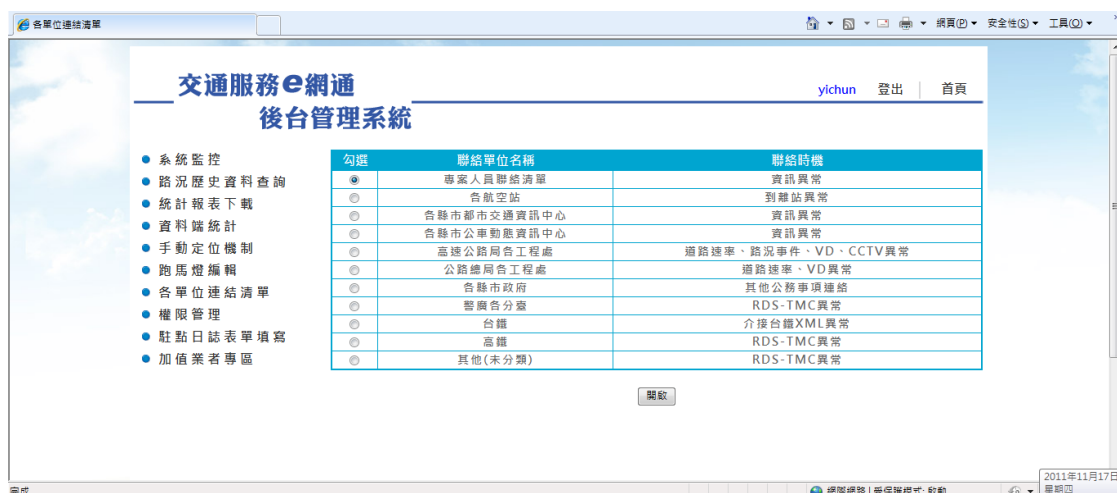 各單位連結清單
網頁(P) 安全性(S) 工具(O)
交通服務e網通
後台管理系統
yichun 登出 首頁
系統監控
路況歷史資料查詢
統計報表下載
資料端統計
手動定位機制
跑馬燈編輯
各單位連結清單
權限管理
駐點日誌表單填寫
加值業者專區
勾選 聯絡單位名稱 聯絡時機
專案人員聯絡清單 資訊異常
各航空站 到離站異常
各縣市都市交通資訊中心 資訊異常
各縣市公車動態資訊中心 資訊異常
高速公路局各工程處 道路速率、路況事件、VD、CCTV異常
公路總局各工程處 道路速率、VD異常
各縣市政府 其他公務事項連絡
警廣各分臺 RDS-TMC異常
台鐵 介接台鐵XML異常
高鐵 RDS-TMC異常
其他(未分類) RDS-TMC異常
開啟
2011年11月17日
星期四
完成 網際網路 | 受保護模式: 啟動